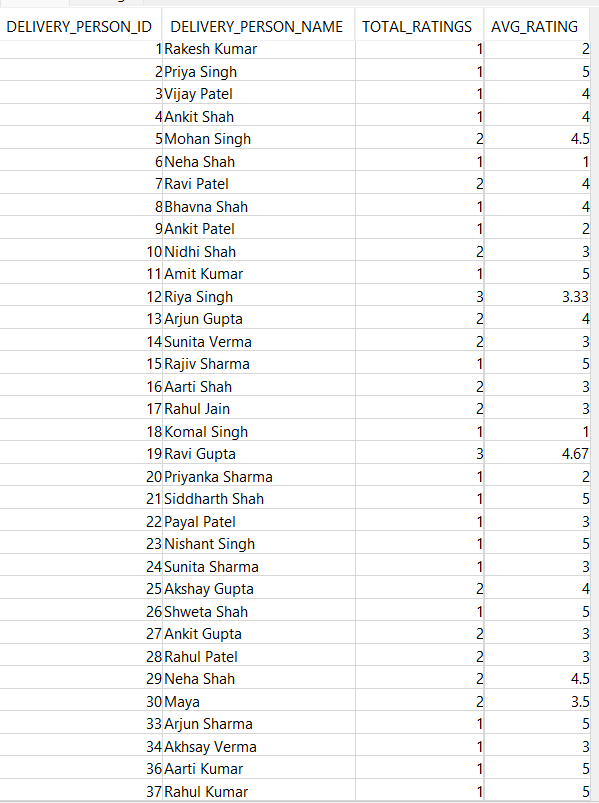 DELIVERY_PERSON_ID DELIVERY_PERSON_NAME TOTAL_RATINGS AVG_RATING
1 Rakesh Kumar 1 2
2 Priya Singh 1 5
3 Vijay Patel 1 4
4 Ankit Shah 1 4
5 Mohan Singh 2 4.5
6 Neha Shah 1 1
7 Ravi Patel 2 4
8 Bhavna Shah 1 4
9 Ankit Patel 1 2
10 Nidhi Shah 2 3
11 Amit Kumar 1 5
12 Riya Singh 3 3.33
13 Arjun Gupta 2 4
14 Sunita Verma 2 3
15 Rajiv Sharma 1 5
16 Aarti Shah 2 3
17 Rahul Jain 2 3
18 Komal Singh 1 1
19 Ravi Gupta 3 4.67
20 Priyanka Sharma 1 2
21 Siddharth Shah 1 5
22 Payal Patel 1 3
23 Nishant Singh 1 5
24 Sunita Sharma 1 3
25 Akshay Gupta 2 4
26 Shweta Shah 1 5
27 Ankit Gupta 2 3
28 Rahul Patel 2 3
29 Neha Shah 2 4.5
30 Maya 2 3.5
33 Arjun Sharma 1 5
34 Akhsay Verma 1 3
36 Aarti Kumar 1 5
37 Rahul Kumar 1 5